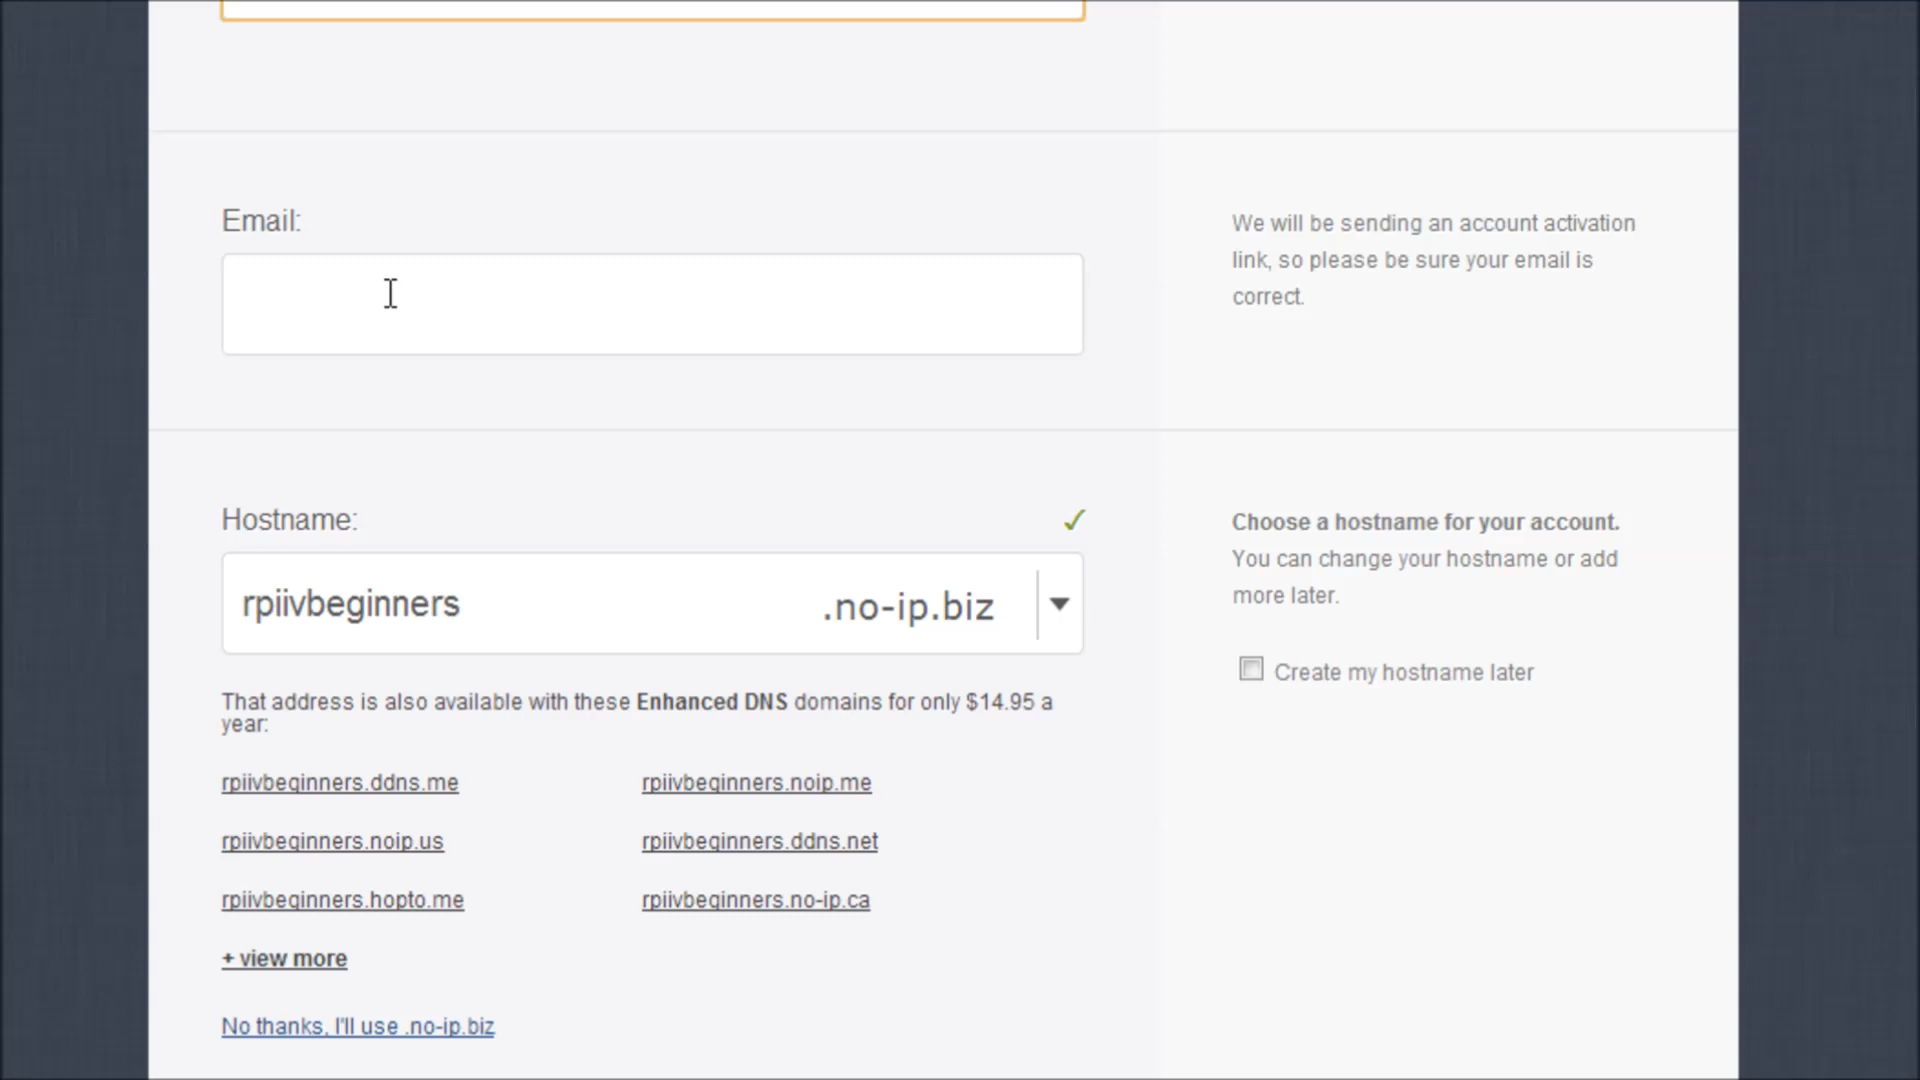 Email:
We will be sending an account activation
link, so please be sure your email is
correct.
Hostname:
✓
rpiivbeginners
.no-ip.biz
Choose a hostname for your account.
You can change your hostname or add
more later.
Create my hostname later
That address is also available with these Enhanced DNS domains for only $14.95 a
year:
rpiivbeginners.ddns.me
rpiivbeginners.noip.me
rpiivbeginners.noip.us
rpiivbeginners.ddns.net
rpiivbeginners.hopto.me
rpiivbeginners.no-ip.ca
+ view more
No thanks, I'll use .no-ip.biz